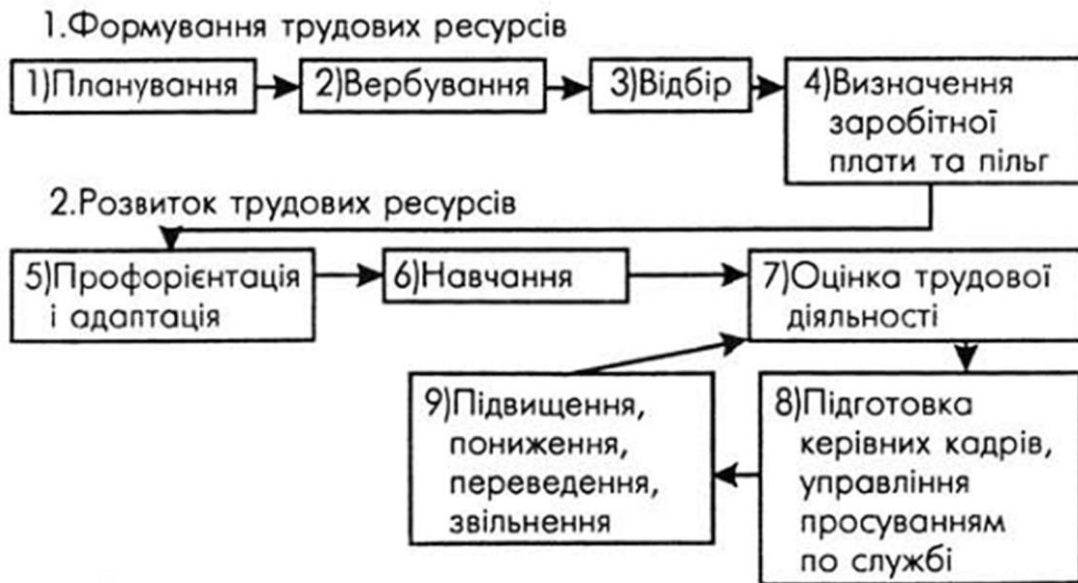 1.Формування трудових ресурсів
1)Планування
2)Вербування
3)Відбір
4)Визначення
заробітної
плати та пільг
2.Розвиток трудових ресурсів
5)Профорієнтація
і адаптація
6)Навчання
7)Оцінка трудової
діяльності
9)Підвищення,
пониження,
переведення,
звільнення
8)Підготовка
керівних кадрів,
управління
просуванням
по службі